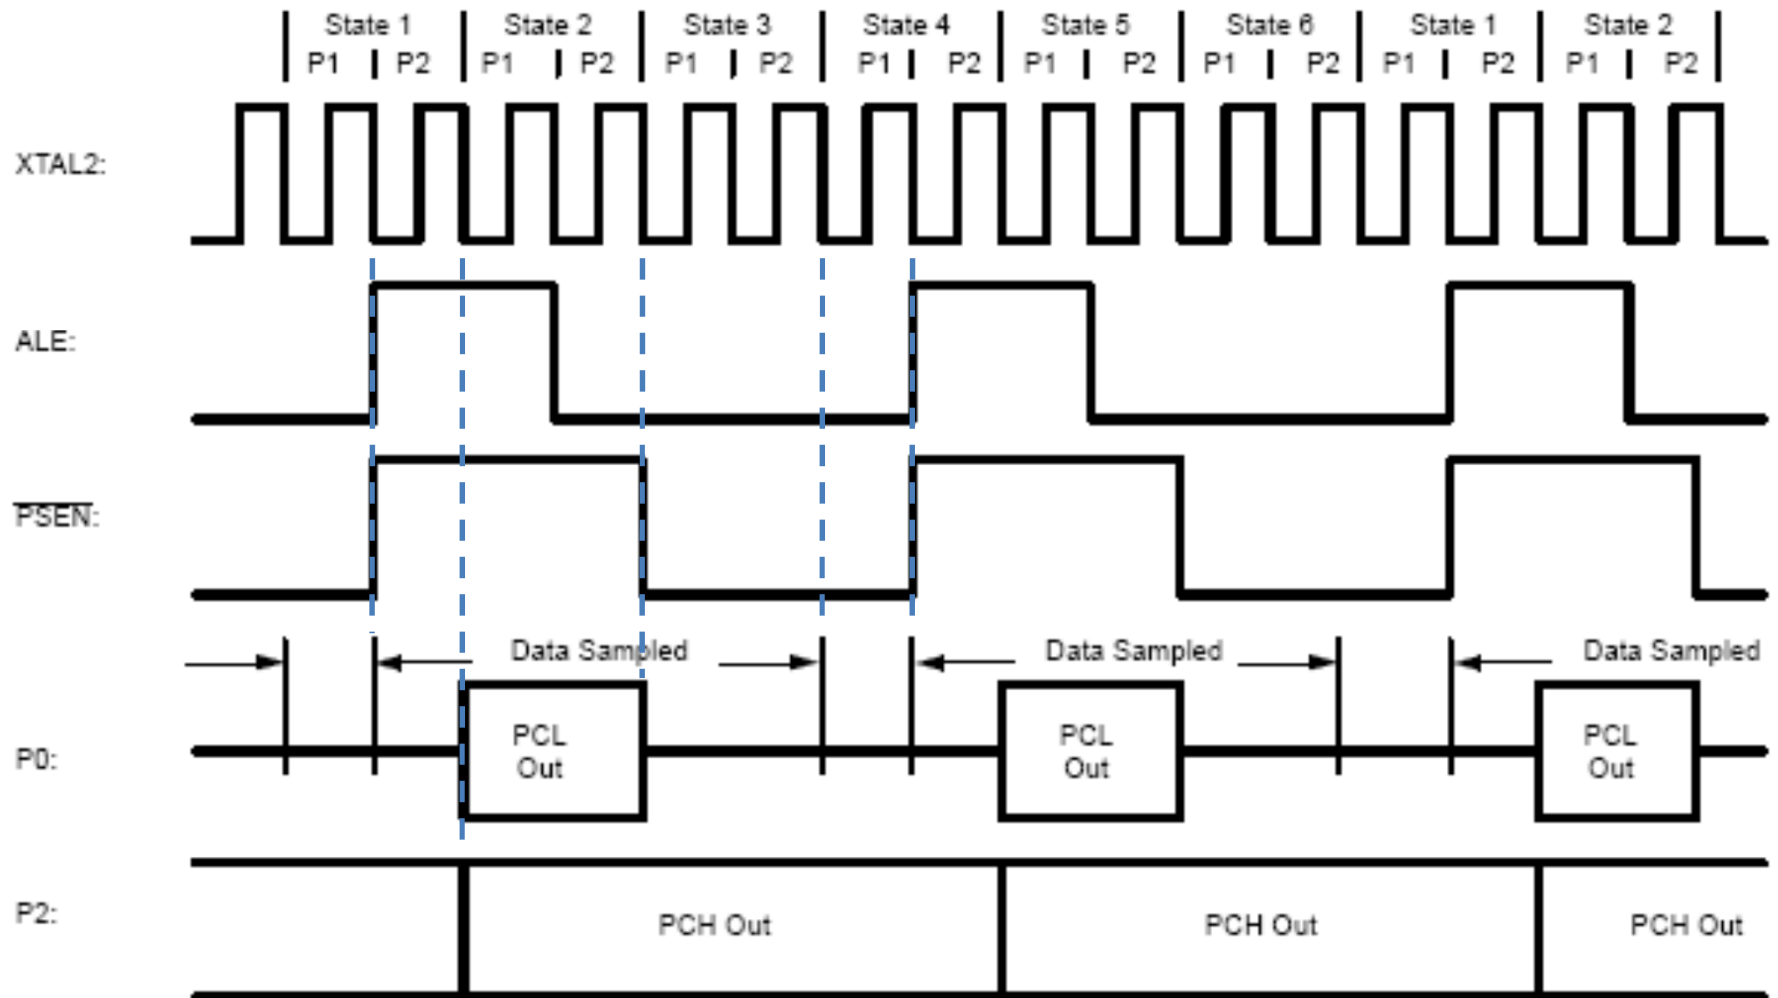 State 1 State 2 State 3 State 4 State 5 State 6 State 1 State 2
P1 P2 P1 P2 P1 P2 P1 P2 P1 P2 P1 P2 P1 P2 P1 P2
XTAL2:
ALE:
PSEN:
Data Sampled Data Sampled Data Sampled
PCL PCL PCL
P0:
Out Out Out
P2:
PCH Out PCH Out PCH Out